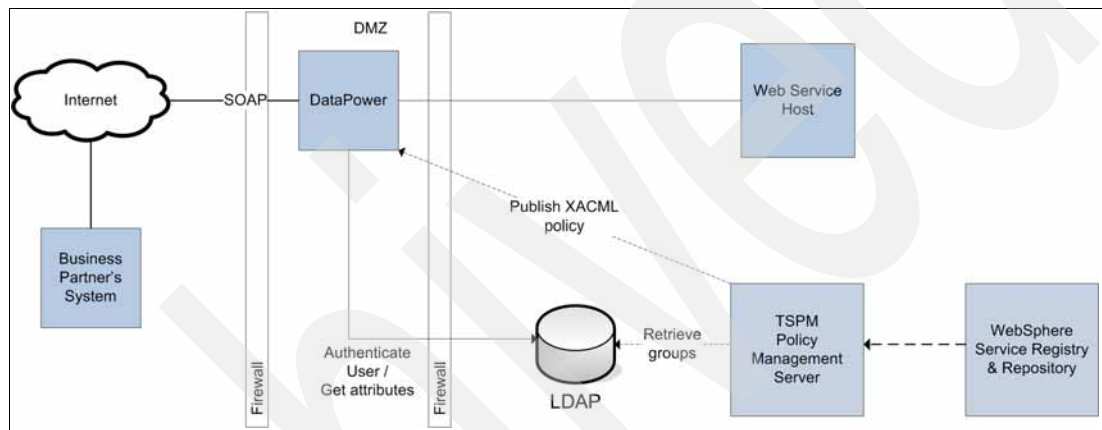 DMZ
Internet
SOAP
DataPower
Web Service
Host
Publish XACML
policy
Business
Partner's
System
Firewall
Authenticate
User /
Get attributes
Firewall
LDAP
Retrieve
groups
TSPM
Policy
Management
Server
WebSphere
Service Registry
& Repository